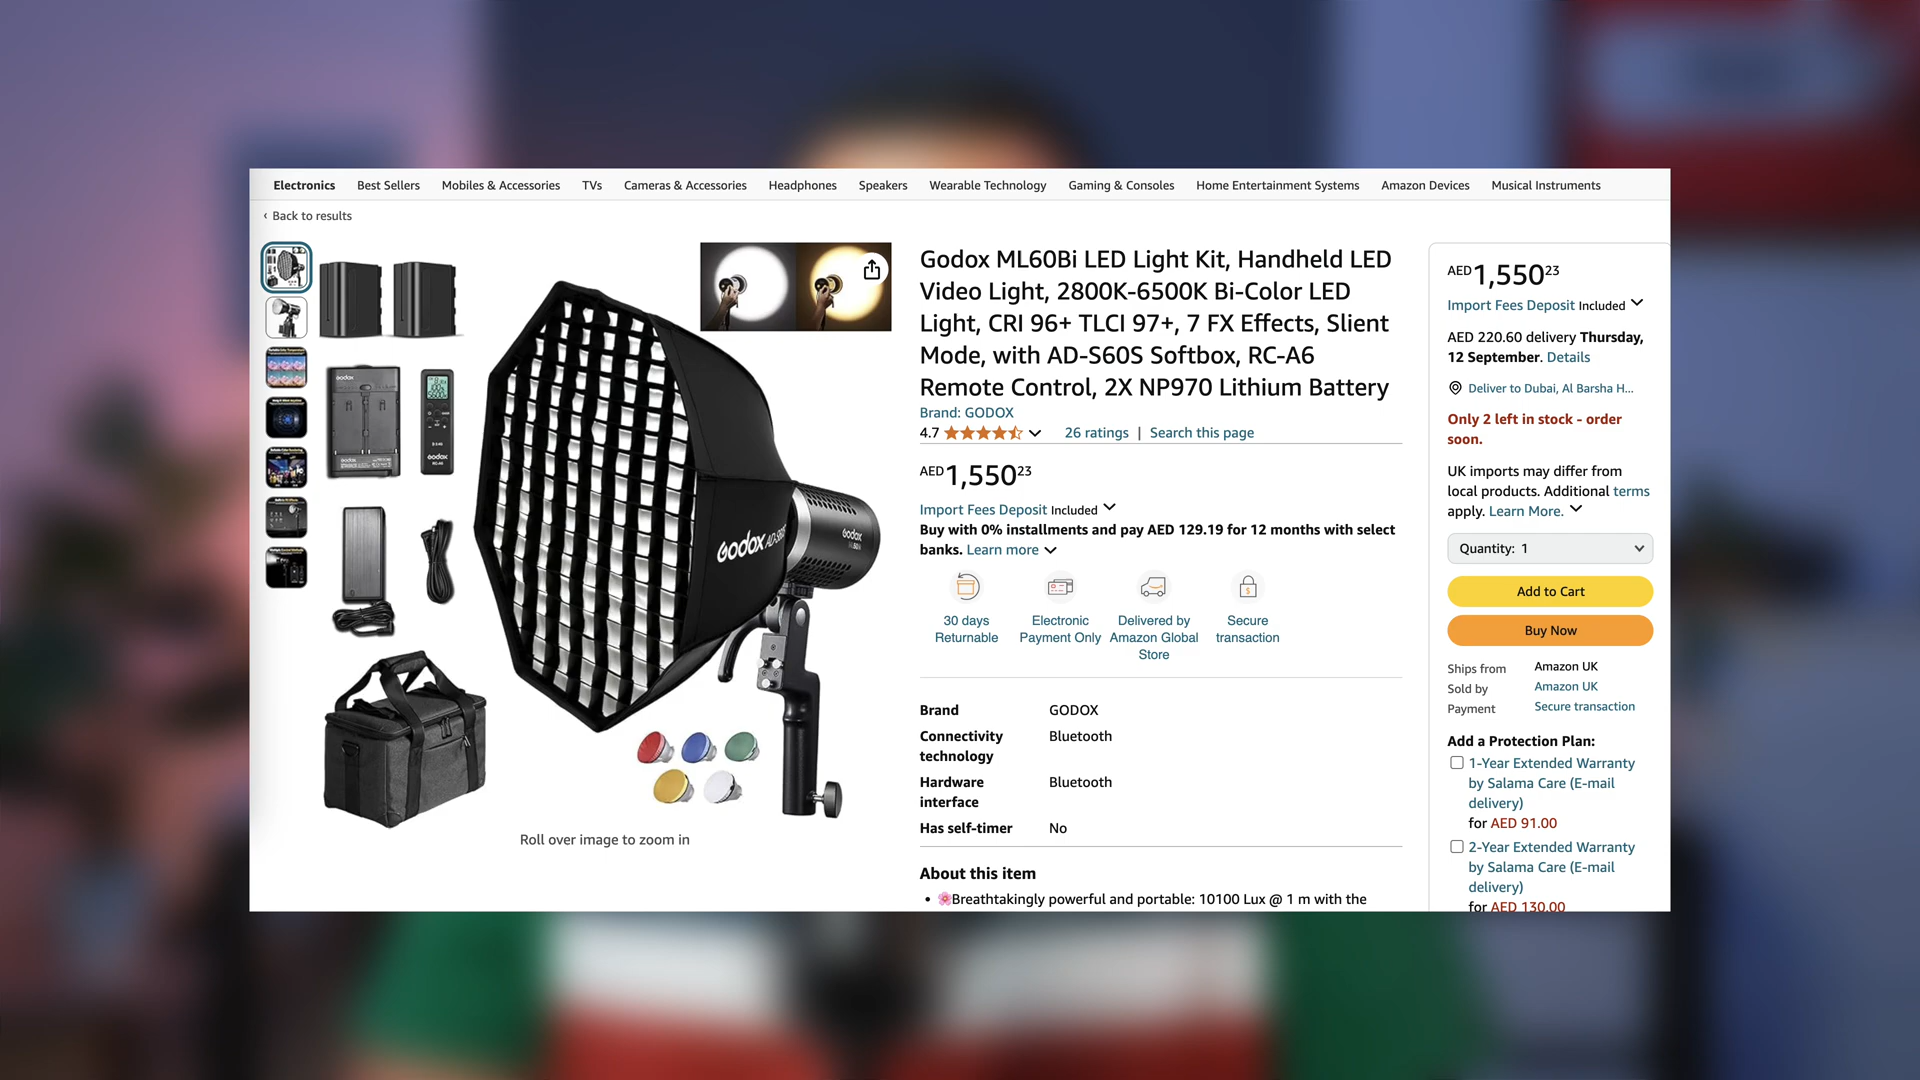 Electronics Best Sellers Mobiles & Accessories TVs Cameras & Accessories Headphones Speakers Wearable Technology Gaming & Consoles Home Entertainment Systems Amazon Devices Musical Instruments
‹ Back to results
Godox
Godox
RC-A6
Godox AD-S60S
Godox
Roll over image to zoom in
Godox ML60Bi LED Light Kit, Handheld LED
Video Light, 2800K-6500K Bi-Color LED
Light, CRI 96+ TLCI 97+, 7 FX Effects, Slient
Mode, with AD-S60S Softbox, RC-A6
Remote Control, 2X NP970 Lithium Battery
Brand: GODOX
4.7 26 ratings | Search this page
AED1,55023
Import Fees Deposit Included
Buy with 0% installments and pay AED 129.19 for 12 months with select
banks. Learn more
30 days
Returnable
Electronic
Payment Only
Delivered by
Amazon Global
Store
Secure
transaction
Brand GODOX
Connectivity Bluetooth
technology
Hardware Bluetooth
interface
Has self-timer No
About this item
• 🌸Breathtakingly powerful and portable: 10100 Lux @ 1 m with the
AED1,55023
Import Fees Deposit Included
AED 220.60 delivery Thursday,
12 September. Details
Deliver to Dubai, Al Barsha H...
Only 2 left in stock - order
soon.
UK imports may differ from
local products. Additional terms
apply. Learn More.
Quantity: 1
Add to Cart
Buy Now
Ships from Amazon UK
Sold by Amazon UK
Payment Secure transaction
Add a Protection Plan:
1-Year Extended Warranty
by Salama Care (E-mail
delivery)
for AED 91.00
2-Year Extended Warranty
by Salama Care (E-mail
delivery)
for AED 130.00